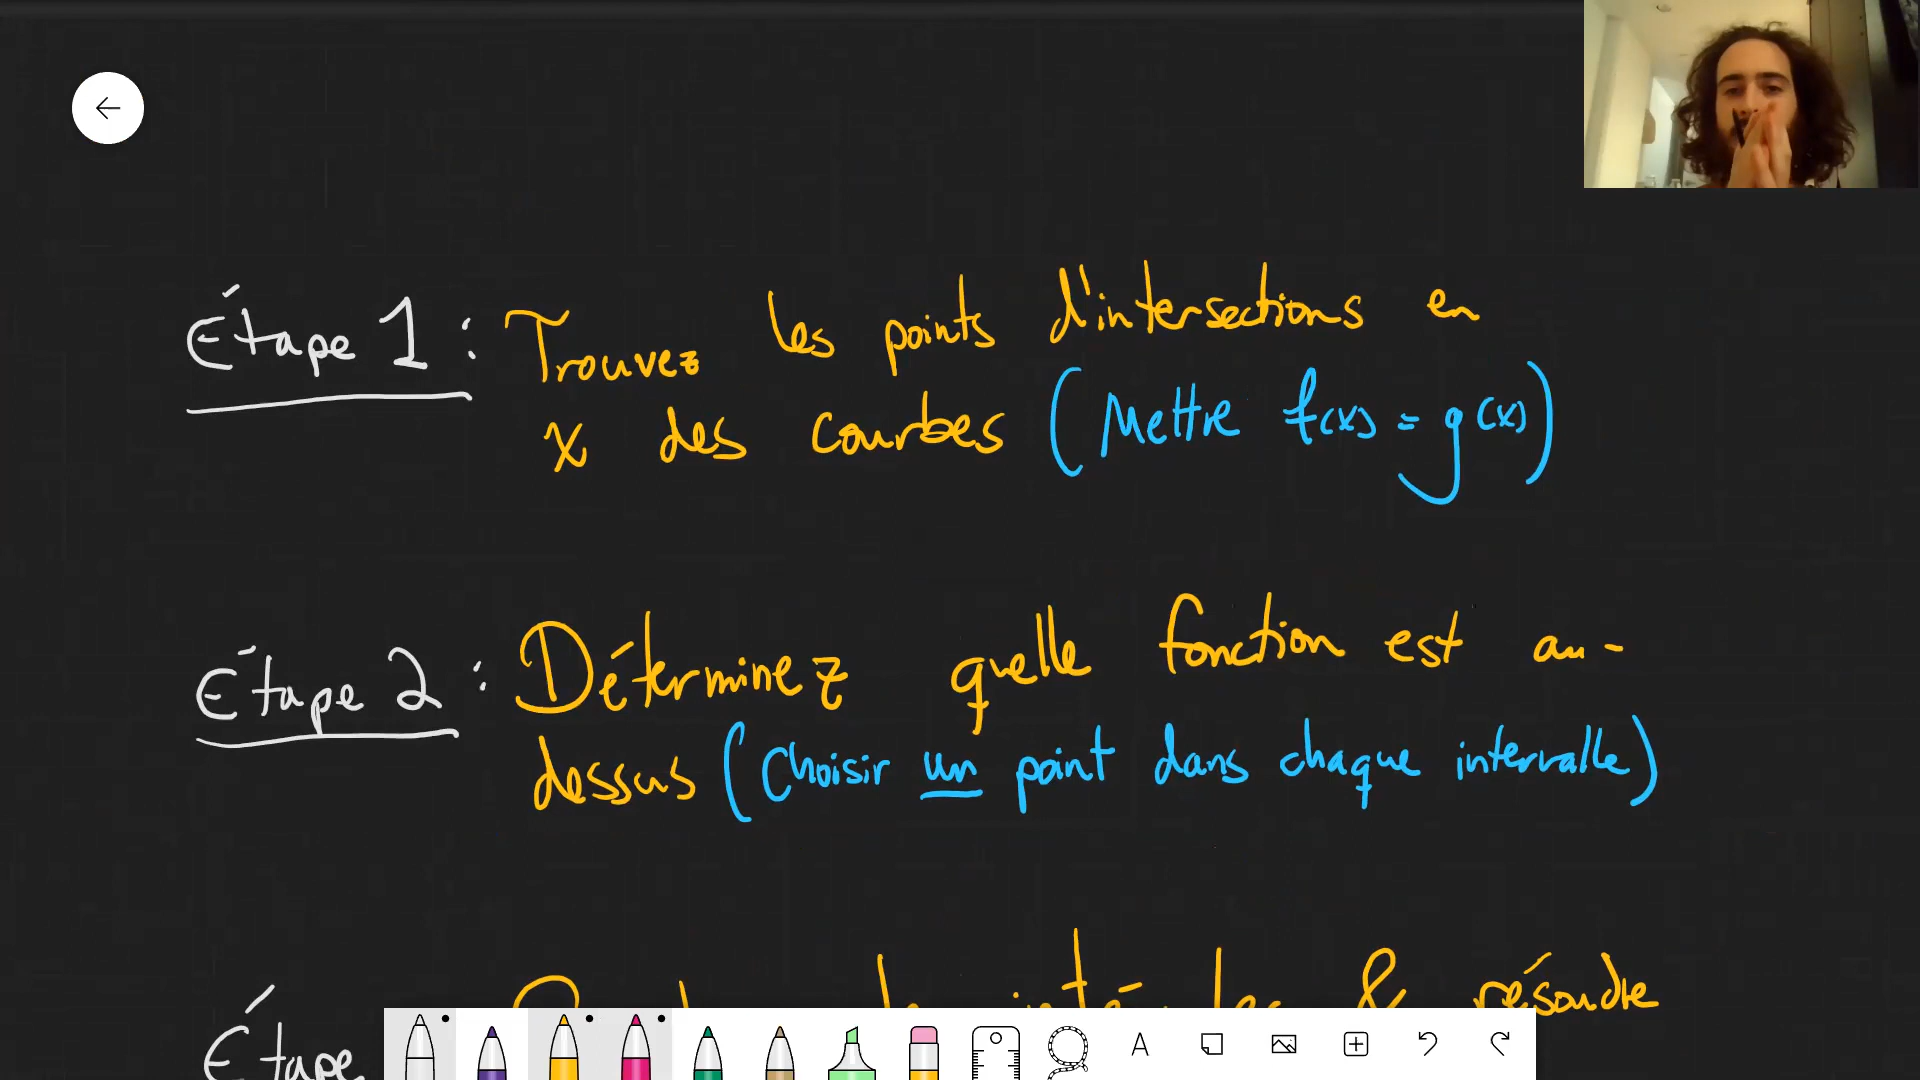 Étape 1 : Trouvez les points d'intersections en
x des courbes (Mettre f(x) = g(x))
Étape 2 : Déterminez quelle fonction est au-
dessus (Choisir un point dans chaque intervalle)
Étape & résoudre
A